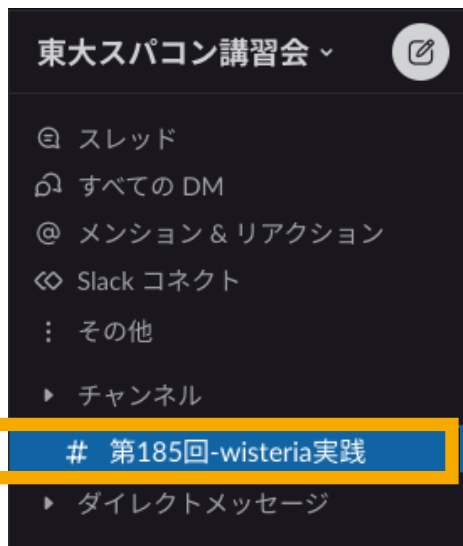 東大スパコン講習会
スレッド
すべての DM
@ メンション & リアクション
Slack コネクト
その他
チャンネル
# 第185回-wisteria実践
ダイレクトメッセージ